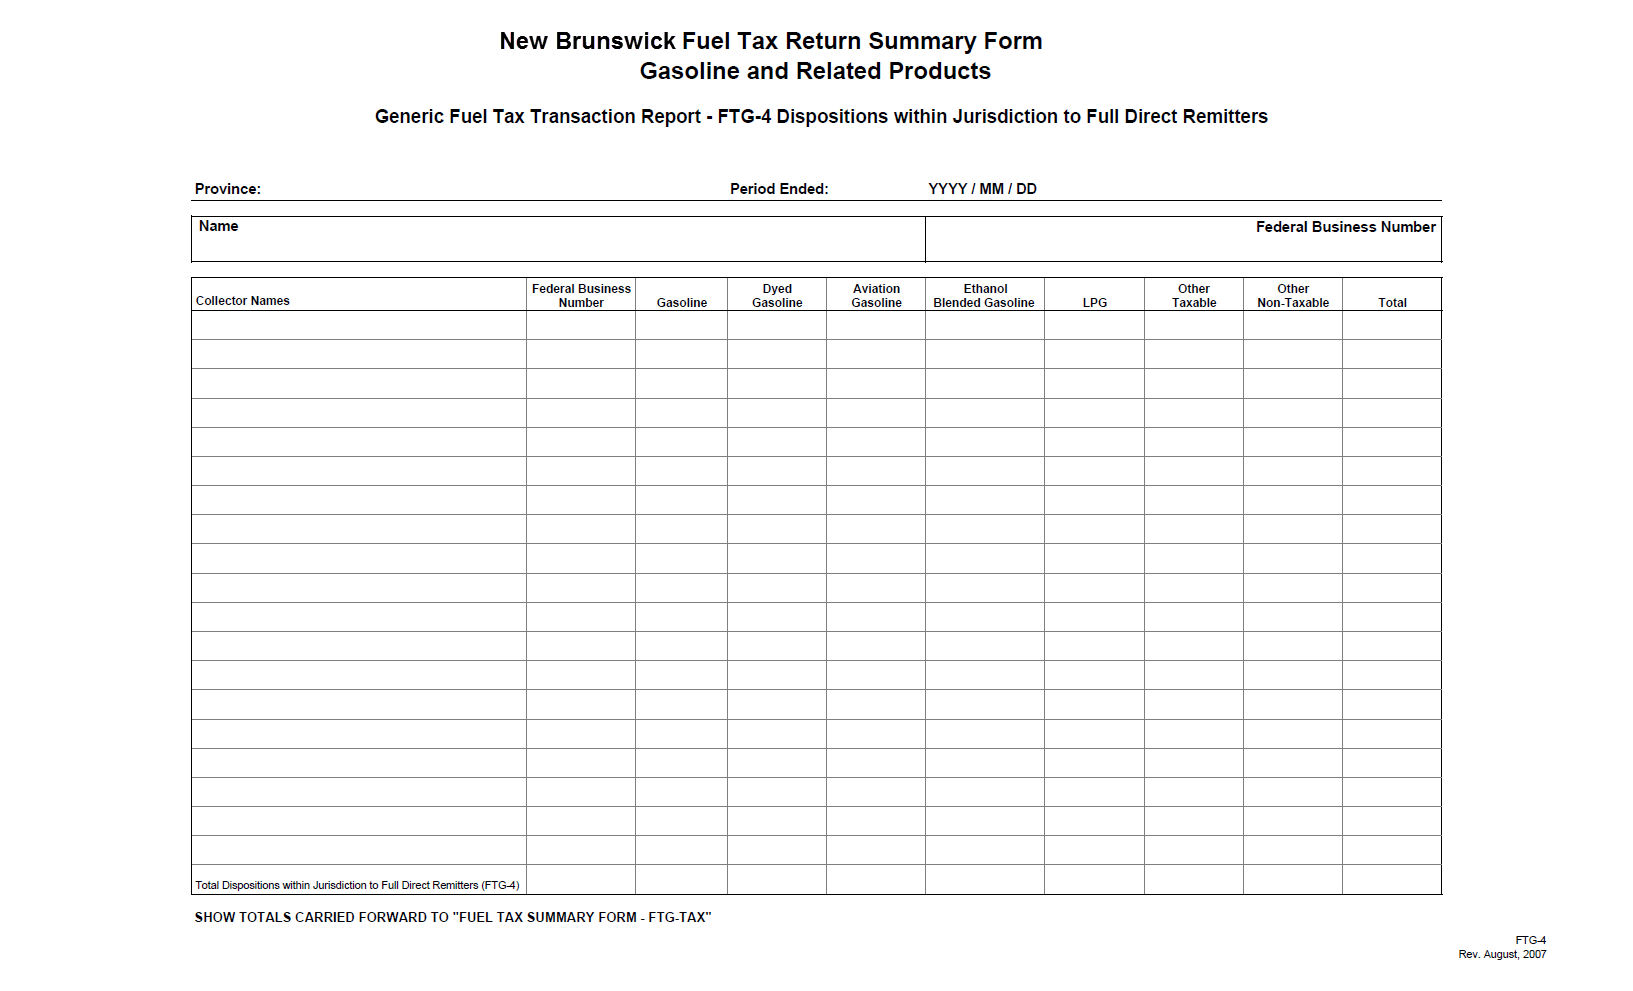 New Brunswick Fuel Tax Return Summary Form
Gasoline and Related Products
Generic Fuel Tax Transaction Report - FTG-4 Dispositions within Jurisdiction to Full Direct Remitters
Province: Period Ended: YYYY / MM / DD
Name Federal Business Number
Collector Names
Federal Business
Number
Gasoline
Dyed
Gasoline
Aviation
Gasoline
Ethanol
Blended Gasoline
LPG
Other
Taxable
Other
Non-Taxable
Total
Total Dispositions within Jurisdiction to Full Direct Remitters (FTG-4)
SHOW TOTALS CARRIED FORWARD TO "FUEL TAX SUMMARY FORM - FTG-TAX"
FTG-4
Rev. August, 2007